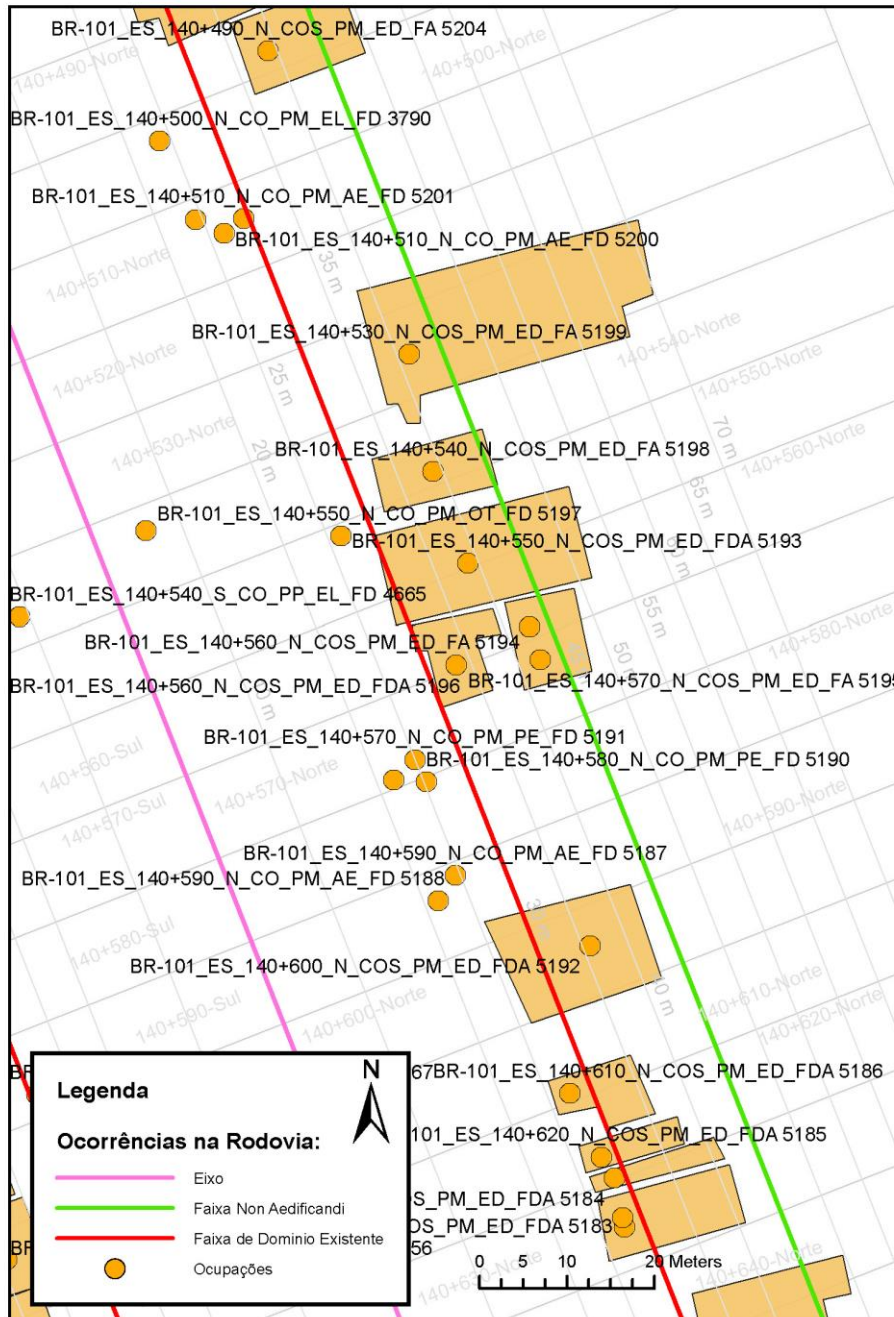 BR-101_ES_140+490_N_COS_PM_ED_FA 5204
140+500-Norte
140+490-Norte
BR-101_ES_140+500_N_CO_PM_EL_FD 3790
BR-101_ES_140+510_N_CO_PM_AE_FD 5201
BR-101_ES_140+510_N_CO_PM_AE_FD 5200
35 m
140+510-Norte
BR-101_ES_140+530_N_COS_PM_ED_FA 5199
140+540-Norte
140+520-Norte
25 m
140+550-Norte
70 m
140+530-Norte
20 m
BR-101_ES_140+540_N_COS_PM_ED_FA 5198
140+560-Norte
65 m
BR-101_ES_140+550_N_CO_PM_OT_FD 5197
BR-101_ES_140+550_N_COS_PM_ED_FDA 5193
BR-101_ES_140+540_S_CO_PP_EL_FD 4665
55 m
140+580-Norte
BR-101_ES_140+560_N_COS_PM_ED_FA 5194
50 m
BR-101_ES_140+560_N_COS_PM_ED_FDA 5196
BR-101_ES_140+570_N_COS_PM_ED_FA 5195
BR-101_ES_140+570_N_CO_PM_PE_FD 5191
BR-101_ES_140+580_N_CO_PM_PE_FD 5190
140+560-Sul
140+570-Norte
140+570-Sul
140+590-Norte
BR-101_ES_140+590_N_CO_PM_AE_FD 5187
BR-101_ES_140+590_N_CO_PM_AE_FD 5188
140+580-Sul
BR-101_ES_140+600_N_COS_PM_ED_FDA 5192
140+590-Sul
140+600-Norte
140+610-Norte
140+620-Norte
67
BR-101_ES_140+610_N_COS_PM_ED_FDA 5186
101_ES_140+620_N_COS_PM_ED_FDA 5185
OS_PM_ED_FDA 5184
OS_PM_ED_FDA 5183
56
140+630-Norte
140+640-Norte
N
Legenda
Ocorrências na Rodovia:
Eixo
Faixa Non Aedificandi
Faixa de Dominio Existente
Ocupações
0 5 10 20 Meters